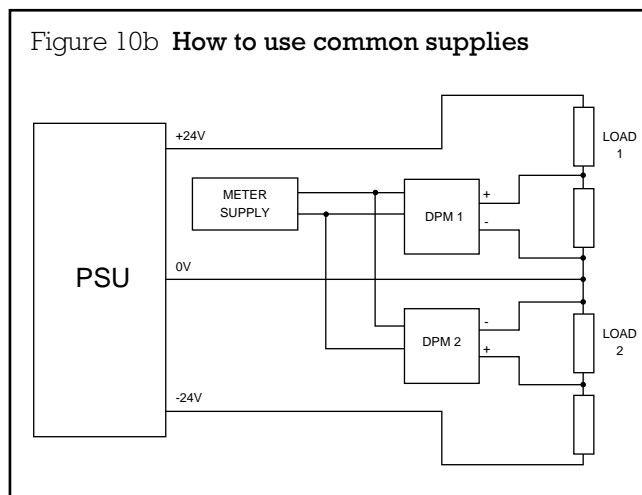 Figure 10b How to use common supplies
+24V
LOAD
1
METER
SUPPLY
+
DPM 1
-
PSU
0V
-
DPM 2
+
LOAD
2
-24V